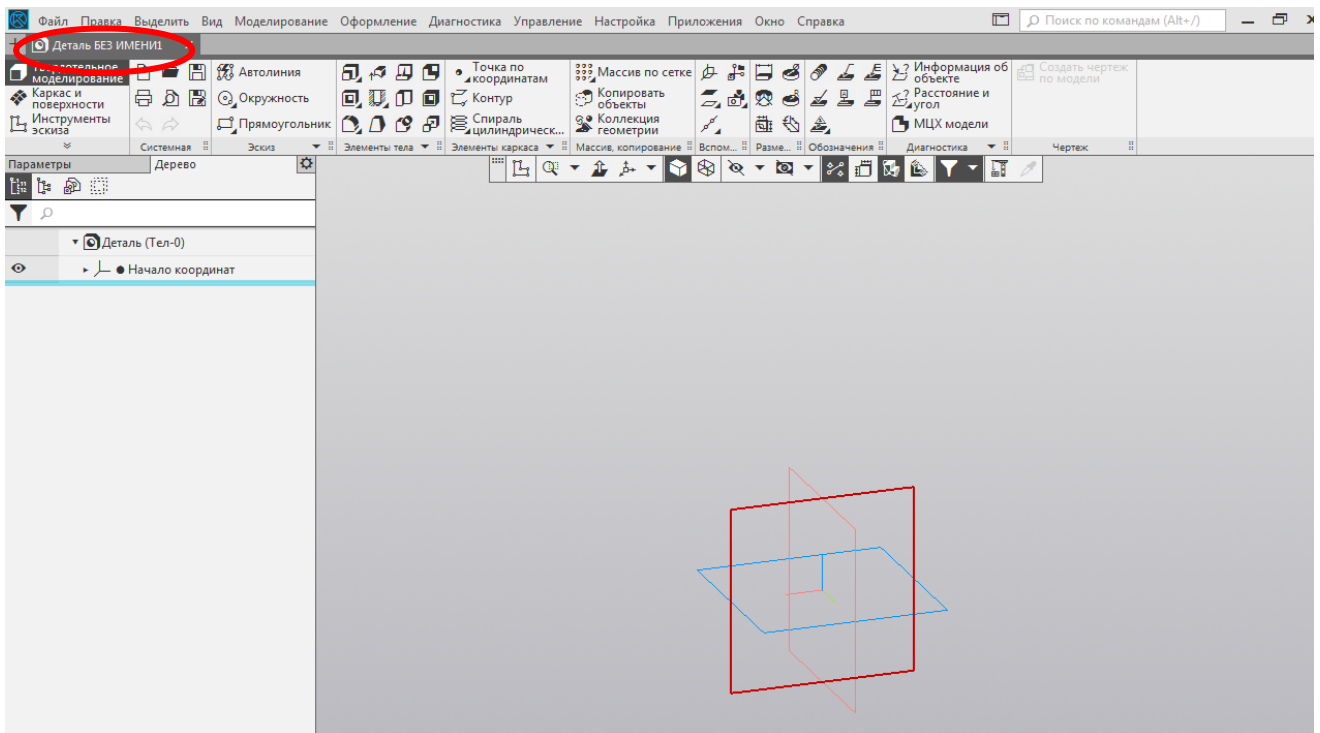 Файл Правка Выделить Вид Моделирование Оформление Диагностика Управление Настройка Приложения Окно Справка Поиск по командам (Alt+/)
Деталь БЕЗ ИМЕНИ1
Твердотельное моделирование
Автолиния
Точка по координатам
Массив по сетке
Информация об объекте
Создать чертеж по модели
Каркас и поверхности
Окружность
Контур
Копировать объекты
Расстояние и угол
Инструменты эскиза
Прямоугольник
Спираль цилиндрическ...
Коллекция геометрии
МЦХ модели
Системная Эскиз Элементы тела Элементы каркаса Массив, копирование Вспом... Разме... Обозначения Диагностика Чертеж
Параметры Дерево
Деталь (Тел-0)
Начало координат